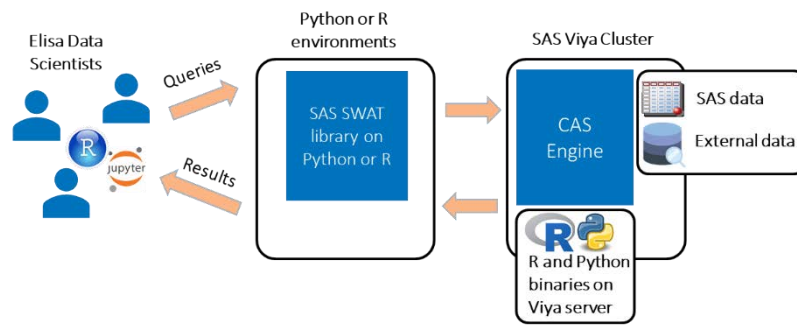 Elisa Data
Scientists
Queries
Results
R
jupyter
Python or R
environments
SAS SWAT
library on
Python or R
SAS Viya Cluster
CAS
Engine
SAS data
External data
R
R and Python
binaries on
Viya server